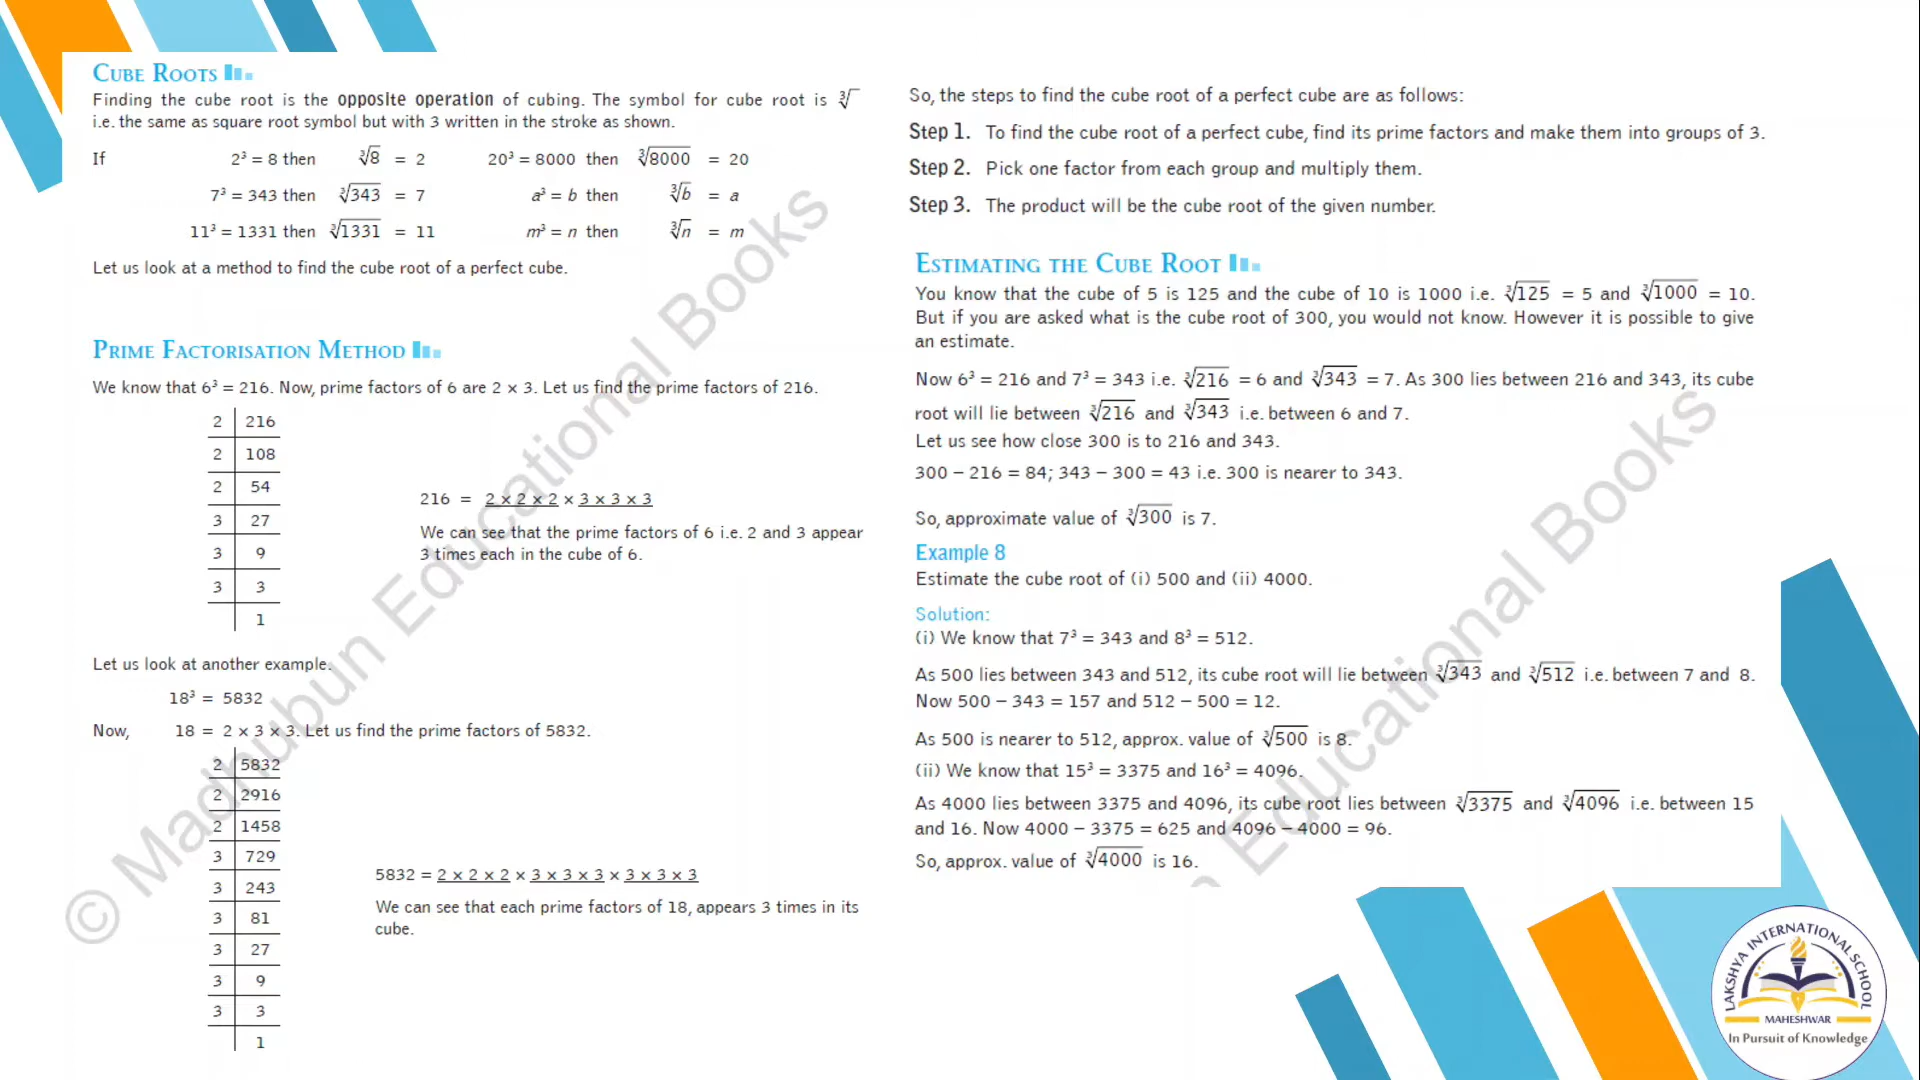 CUBE ROOTS
Finding the cube root is the opposite operation of cubing. The symbol for cube root is ∛
i.e. the same as square root symbol but with 3 written in the stroke as shown.
If 2³ = 8 then ∛8 = 2 20³ = 8000 then ∛8000 = 20
7³ = 343 then ∛343 = 7 a³ = b then ∛b = a
11³ = 1331 then ∛1331 = 11 m³ = n then ∛n = m
Let us look at a method to find the cube root of a perfect cube.
PRIME FACTORISATION METHOD
We know that 6³ = 216. Now, prime factors of 6 are 2 × 3. Let us find the prime factors of 216.
2 216
2 108
2 54
3 27
3 9
3 3
1
216 = 2 × 2 × 2 × 3 × 3 × 3
We can see that the prime factors of 6 i.e. 2 and 3 appear
3 times each in the cube of 6.
Let us look at another example.
18³ = 5832
Now, 18 = 2 × 3 × 3. Let us find the prime factors of 5832.
2 5832
2 2916
2 1458
3 729
3 243
3 81
3 27
3 9
3 3
1
5832 = 2 × 2 × 2 × 3 × 3 × 3 × 3 × 3 × 3
We can see that each prime factors of 18, appears 3 times in its
cube.
© Madhubun Educational Books
So, the steps to find the cube root of a perfect cube are as follows:
Step 1. To find the cube root of a perfect cube, find its prime factors and make them into groups of 3.
Step 2. Pick one factor from each group and multiply them.
Step 3. The product will be the cube root of the given number.
ESTIMATING THE CUBE ROOT
You know that the cube of 5 is 125 and the cube of 10 is 1000 i.e. ∛125 = 5 and ∛1000 = 10.
But if you are asked what is the cube root of 300, you would not know. However it is possible to give
an estimate.
Now 6³ = 216 and 7³ = 343 i.e. ∛216 = 6 and ∛343 = 7. As 300 lies between 216 and 343, its cube
root will lie between ∛216 and ∛343 i.e. between 6 and 7.
Let us see how close 300 is to 216 and 343.
300 – 216 = 84; 343 – 300 = 43 i.e. 300 is nearer to 343.
So, approximate value of ∛300 is 7.
Example 8
Estimate the cube root of (i) 500 and (ii) 4000.
Solution:
(i) We know that 7³ = 343 and 8³ = 512.
As 500 lies between 343 and 512, its cube root will lie between ∛343 and ∛512 i.e. between 7 and 8.
Now 500 – 343 = 157 and 512 – 500 = 12.
As 500 is nearer to 512, approx. value of ∛500 is 8.
(ii) We know that 15³ = 3375 and 16³ = 4096.
As 4000 lies between 3375 and 4096, its cube root lies between ∛3375 and ∛4096 i.e. between 15
and 16. Now 4000 – 3375 = 625 and 4096 – 4000 = 96.
So, approx. value of ∛4000 is 16.
Educational Books
LAKSHYA INTERNATIONAL SCHOOL
MAHESHWAR
In Pursuit of Knowledge